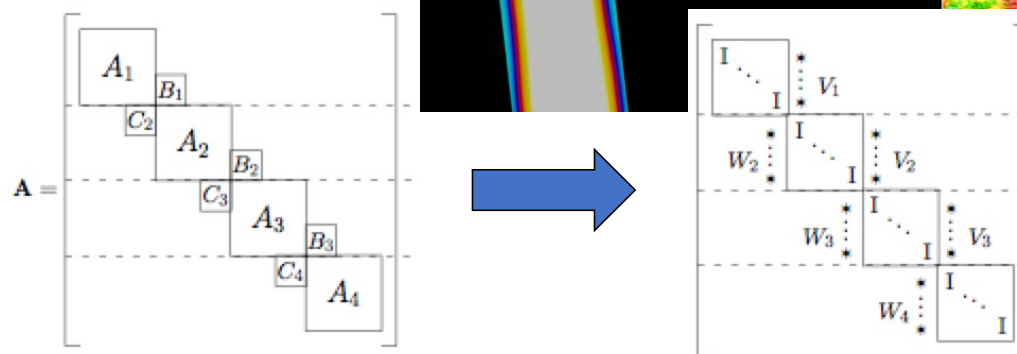 A₁ B₁
C₂ A₂ B₂
A =
C₃ A₃ B₃
C₄ A₄
I ⋱ I * ⋮ * V₁
W₂ * ⋮ * I ⋱ I * ⋮ * V₂
W₃ * ⋮ * I ⋱ I * ⋮ * V₃
W₄ * ⋮ * I ⋱ I